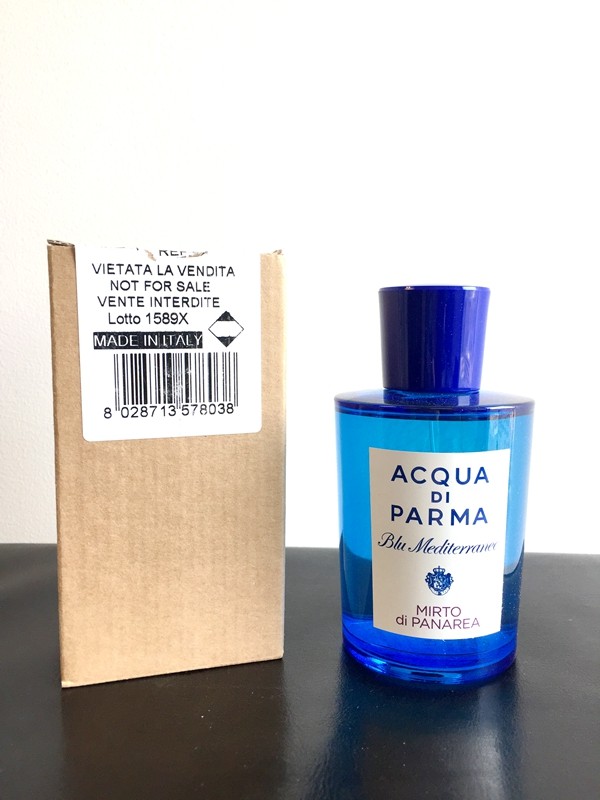 VIETATA LA VENDITA
NOT FOR SALE
VENTE INTERDITE
Lotto 1589X
MADE IN ITALY
8 028713 578038
ACQUA
DI
PARMA
Blu Mediterraneo
MIRTO
di PANAREA